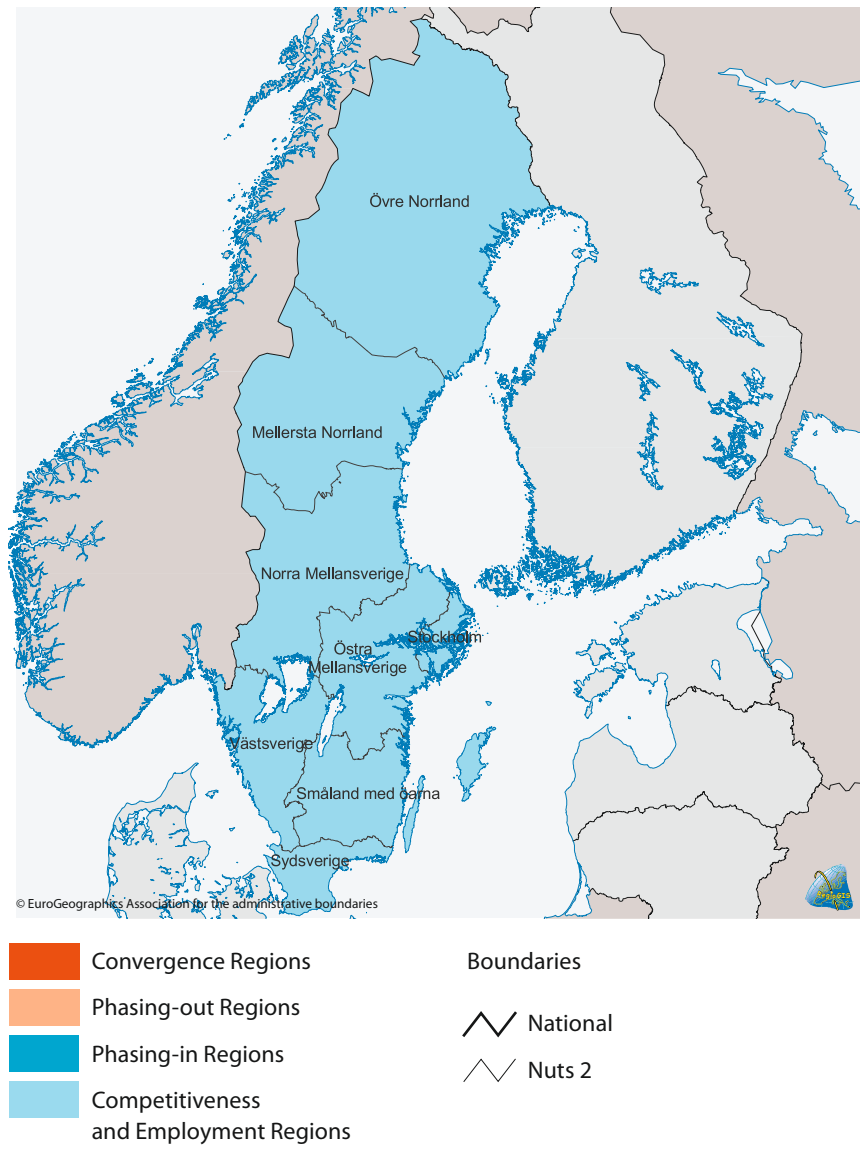 Övre Norrland
Mellersta Norrland
Norra Mellansverige
Stockholm
Östra
Mellansverige
Västsverige
Småland med öarna
Sydsverige
© EuroGeographics Association for the administrative boundaries
Convergence Regions
Phasing-out Regions
Phasing-in Regions
Competitiveness
and Employment Regions
Boundaries
National
Nuts 2